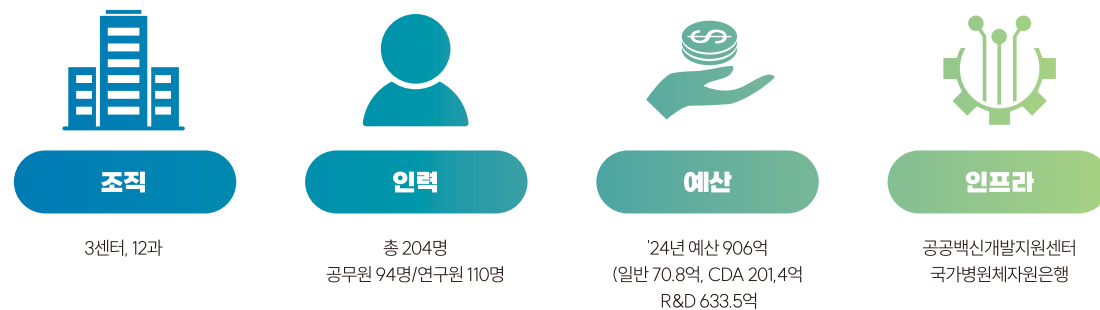 조직
3센터, 12과
인력
총 204명
공무원 94명/연구원 110명
예산
'24년 예산 906억
(일반 70.8억, CDA 201,4억
R&D 633.5억
인프라
공공백신개발지원센터
국가병원체자원은행